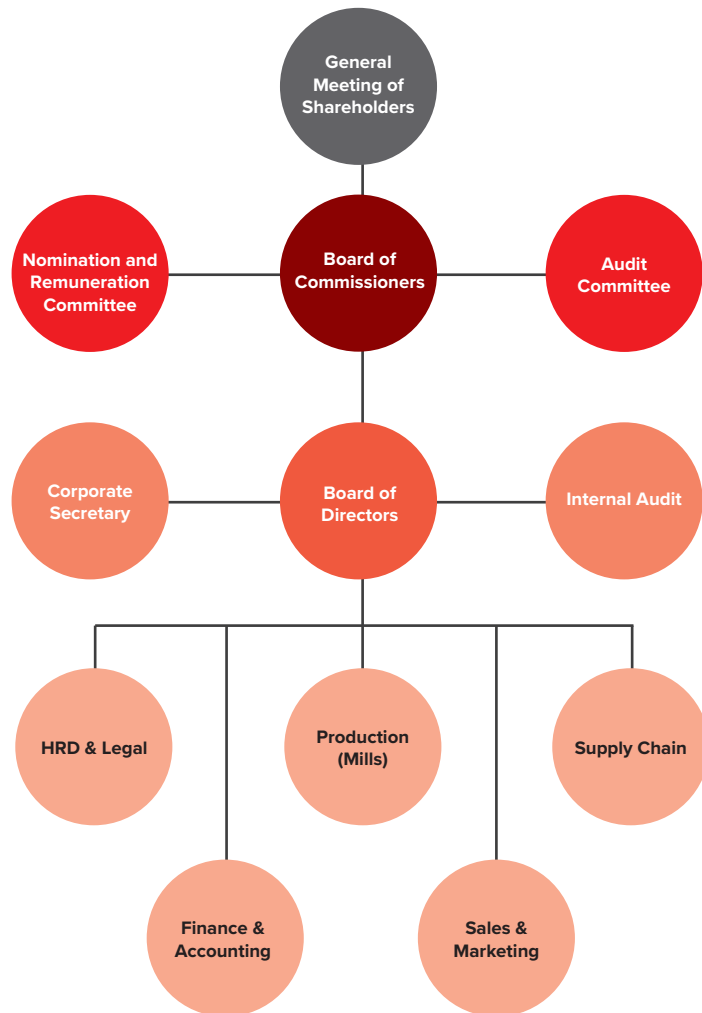 General
Meeting of
Shareholders
Nomination and
Remuneration
Committee
Board of
Commissioners
Audit
Committee
Corporate
Secretary
Board of
Directors
Internal Audit
HRD & Legal
Production
(Mills)
Supply Chain
Finance &
Accounting
Sales &
Marketing